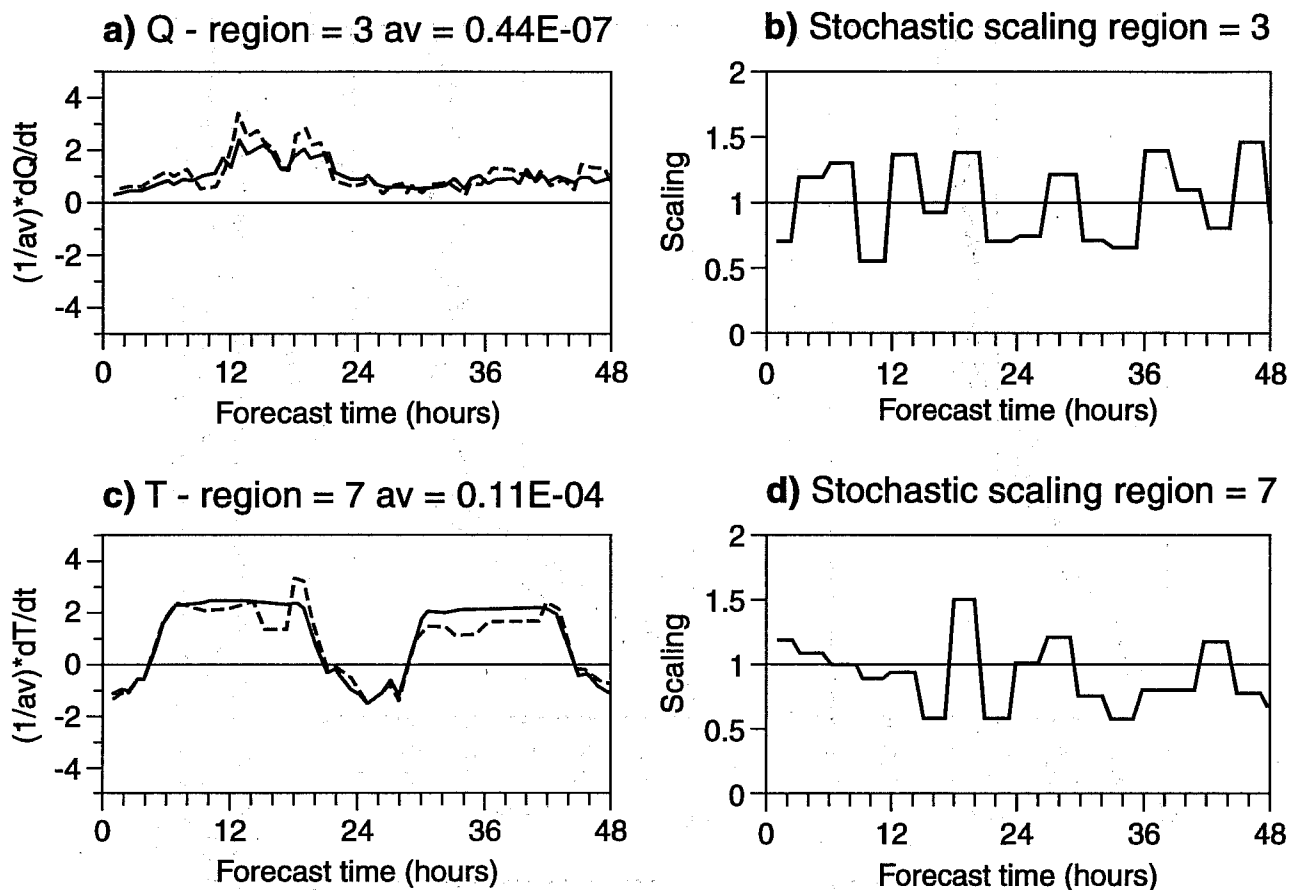 a) Q - region = 3 av = 0.44E-07
(1/av)*dQ/dt
4
2
0
-2
-4
0 12 24 36 48
Forecast time (hours)
b) Stochastic scaling region = 3
Scaling
2
1.5
1
0.5
0
0 12 24 36 48
Forecast time (hours)
c) T - region = 7 av = 0.11E-04
(1/av)*dT/dt
4
2
0
-2
-4
0 12 24 36 48
Forecast time (hours)
d) Stochastic scaling region = 7
Scaling
2
1.5
1
0.5
0
0 12 24 36 48
Forecast time (hours)